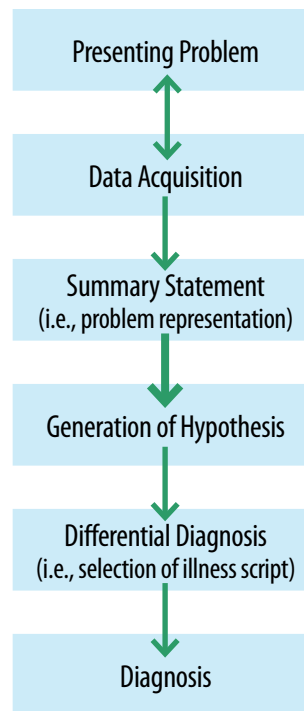 Presenting Problem
Data Acquisition
Summary Statement
(i.e., problem representation)
Generation of Hypothesis
Differential Diagnosis
(i.e., selection of illness script)
Diagnosis